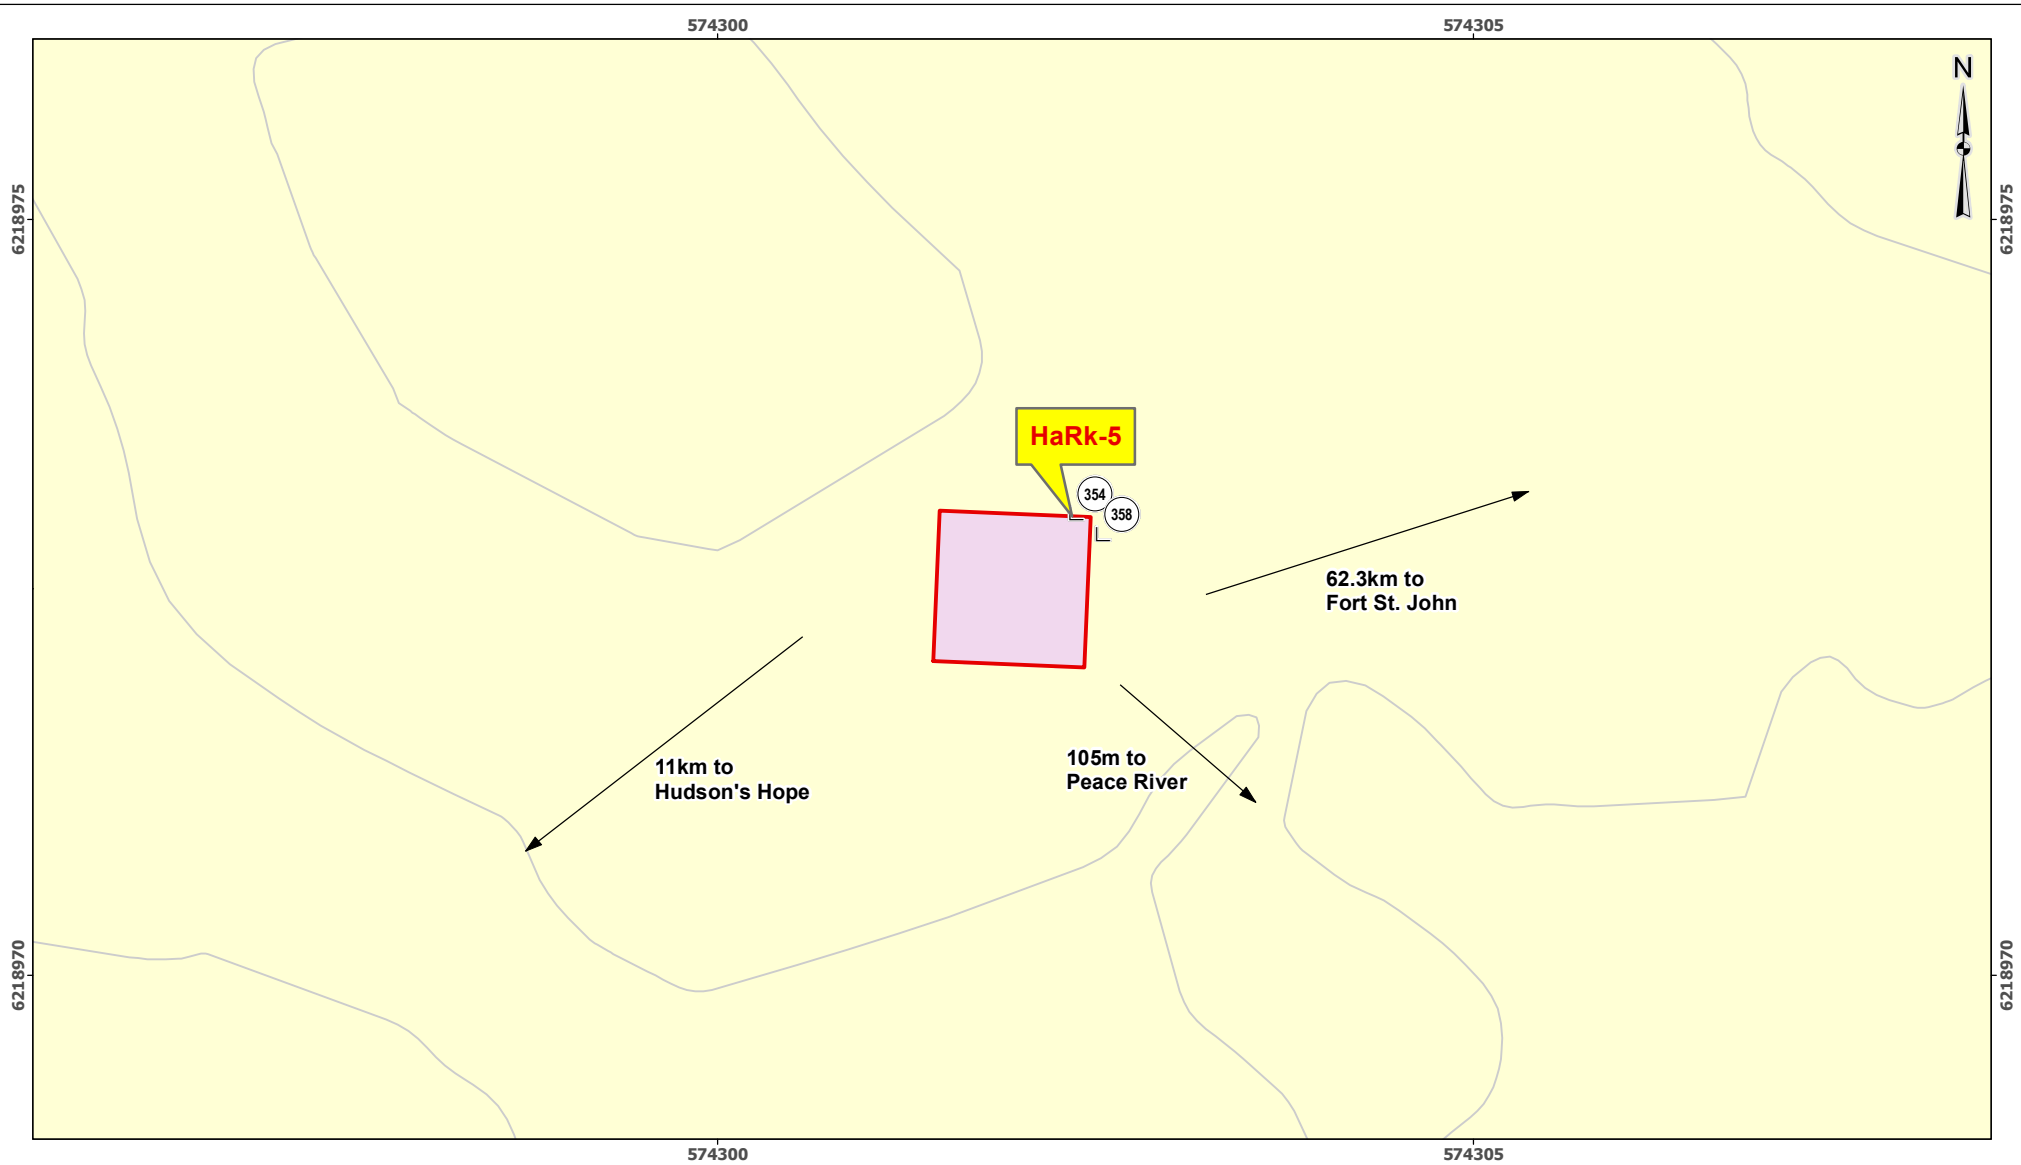 574300
574305
N
6218975
6218975
HaRk-5
354
358
62.3km to
Fort St. John
11km to
Hudson's Hope
105m to
Peace River
6218970
6218970
574300
574305